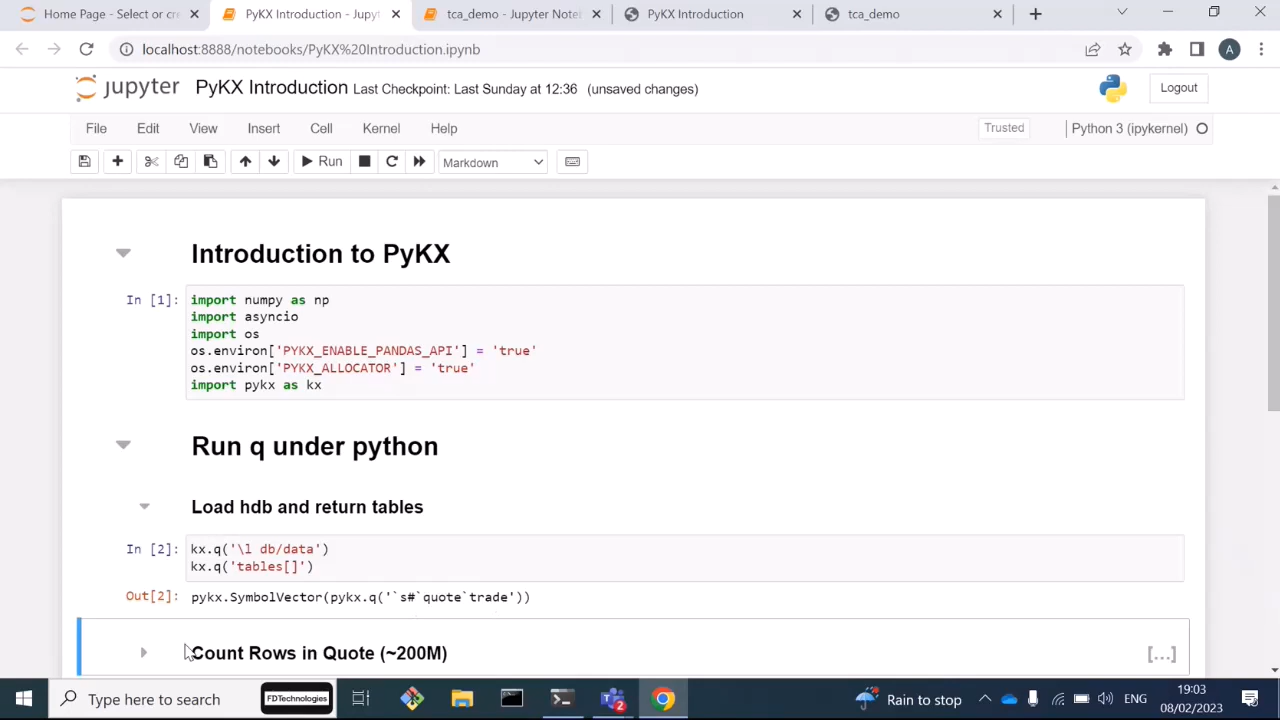 Home Page - Select or cre
PyKX Introduction - Jupyt
tca_demo - Jupyter Notei
PyKX Introduction
tca_demo
localhost:8888/notebooks/PyKX%20Introduction.ipynb
A
jupyter PyKX Introduction Last Checkpoint: Last Sunday at 12:36 (unsaved changes)
Logout
File Edit View Insert Cell Kernel Help
Trusted
Python 3 (ipykernel)
Run
Markdown
Introduction to PyKX
In [1]: import numpy as np
import asyncio
import os
os.environ['PYKX_ENABLE_PANDAS_API'] = 'true'
os.environ['PYKX_ALLOCATOR'] = 'true'
import pykx as kx
Run q under python
Load hdb and return tables
In [2]: kx.q('\l db/data')
kx.q('tables[]')
Out[2]: pykx.SymbolVector(pykx.q('`s#`quote`trade'))
Count Rows in Quote (~200M)
[...]
Type here to search
FDTechnologies
2
Rain to stop
ENG
19:03
08/02/2023